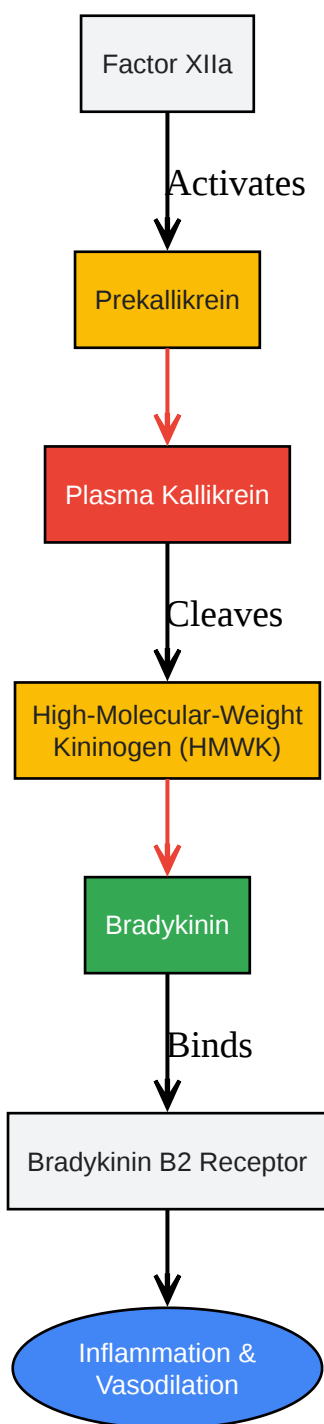 Factor XIIa
Activates
Prekallikrein
Plasma Kallikrein
Cleaves
High-Molecular-Weight
Kininogen (HMWK)
Bradykinin
Binds
Bradykinin B2 Receptor
Inflammation &
Vasodilation